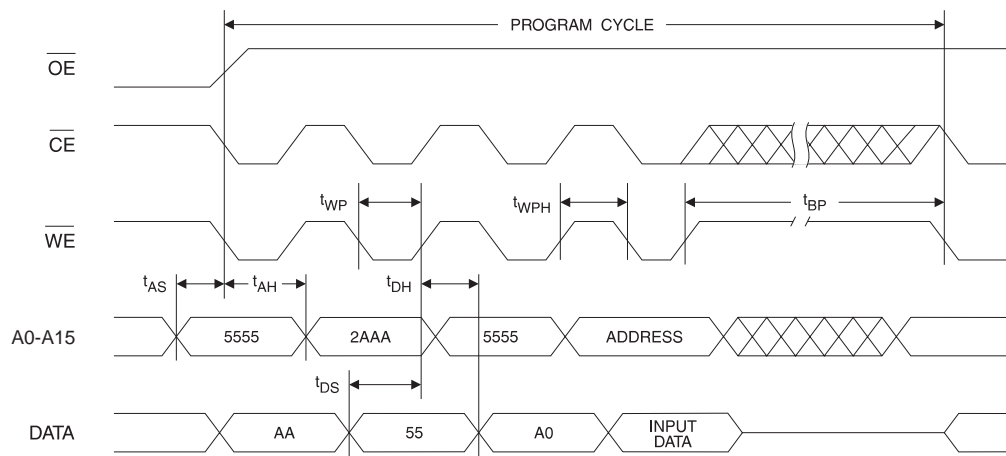 PROGRAM CYCLE
OE
CE
tWP
tWPH
tBP
WE
tAS
tAH
tDH
A0-A15
5555
2AAA
5555
ADDRESS
tDS
DATA
AA
55
A0
INPUT
DATA